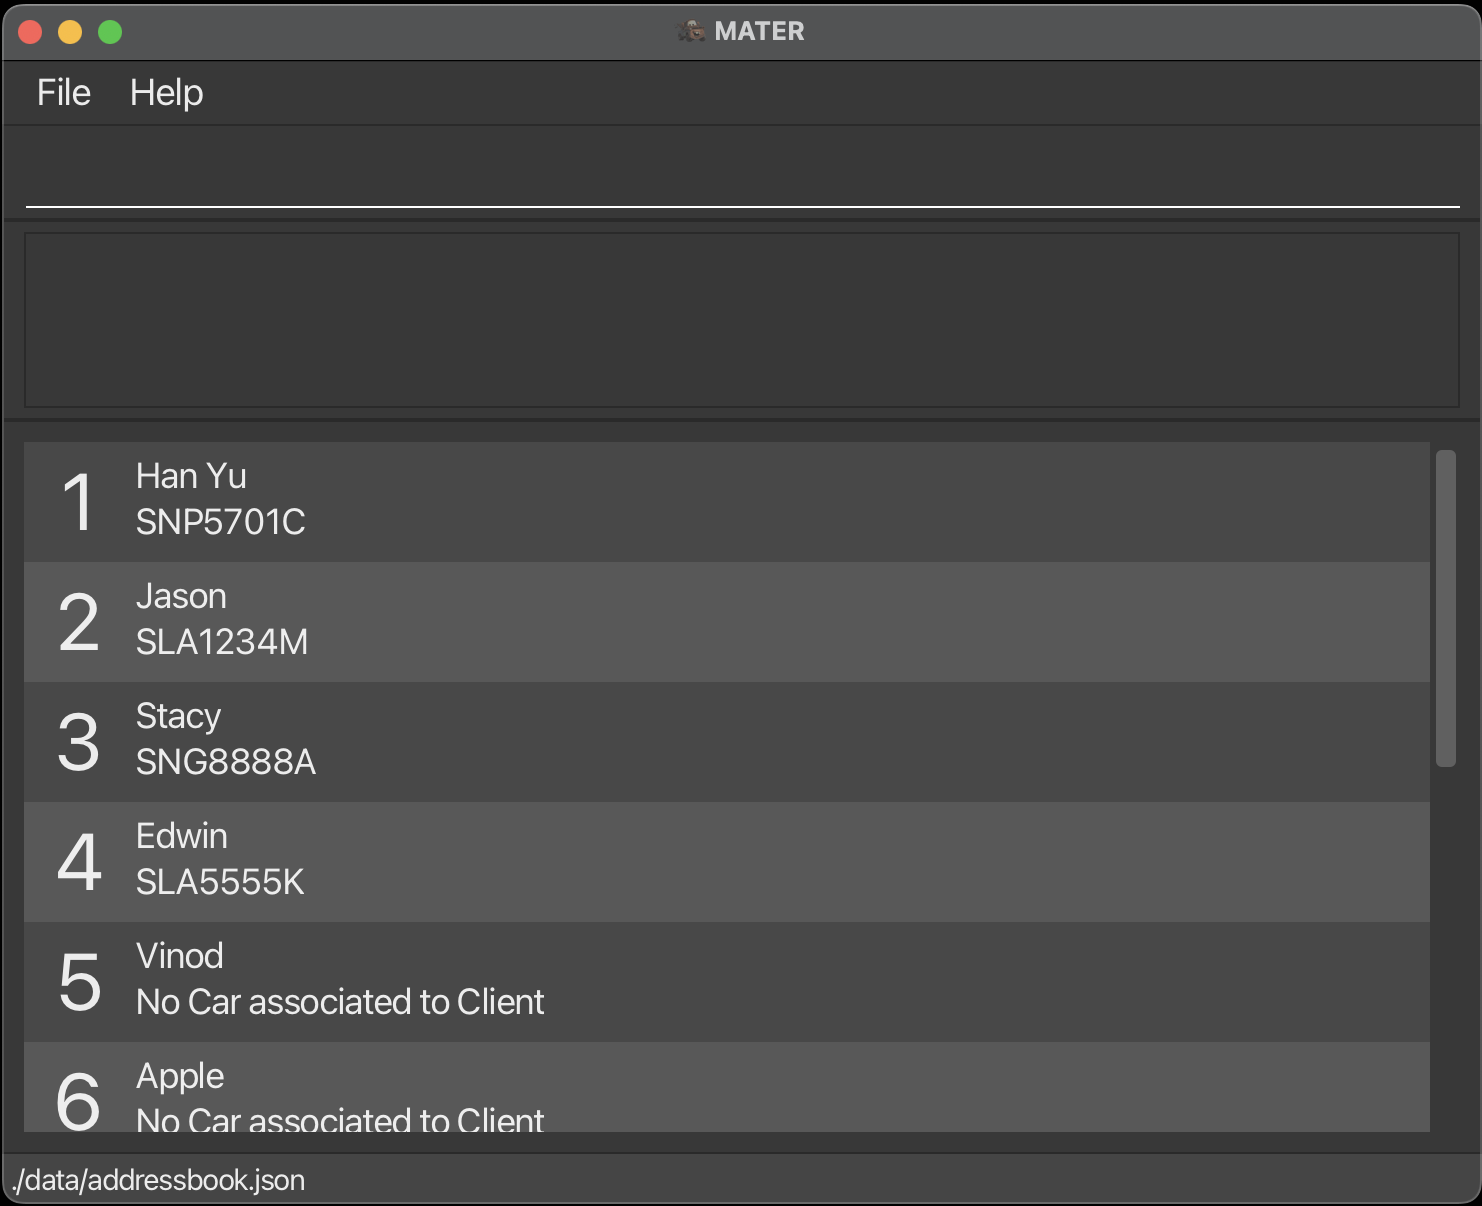 MATER
File Help
1 Han Yu
SNP5701C
2 Jason
SLA1234M
3 Stacy
SNG8888A
4 Edwin
SLA5555K
5 Vinod
No Car associated to Client
6 Apple
No Car associated to Client
./data/addressbook.json